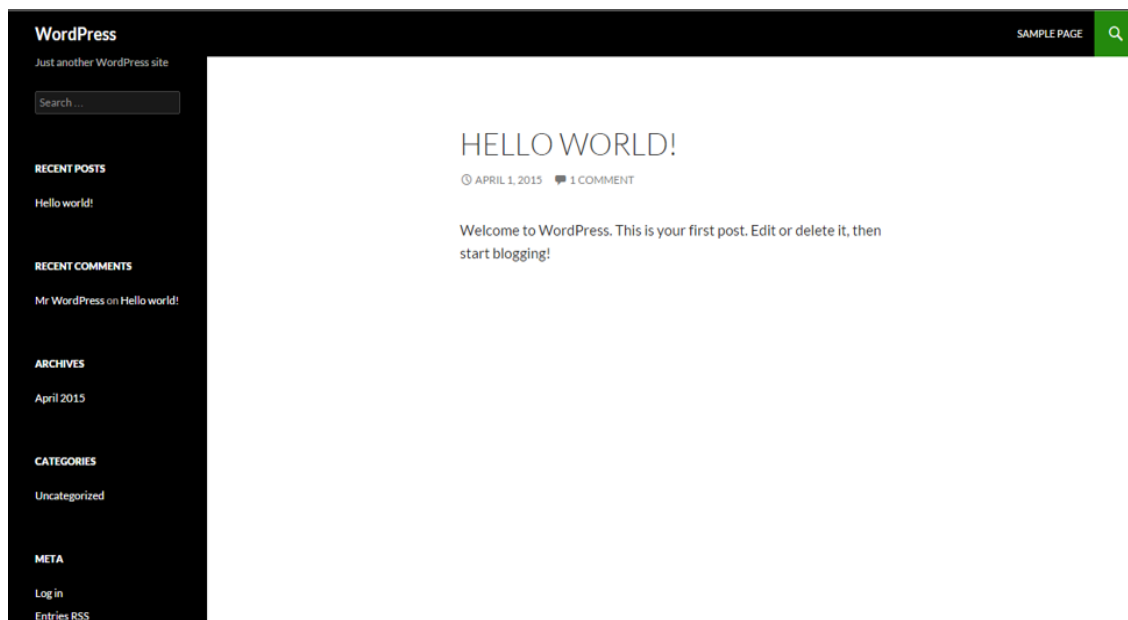 WordPress
SAMPLE PAGE
Just another WordPress site
Search ...
RECENT POSTS
Hello world!
RECENT COMMENTS
Mr WordPress on Hello world!
ARCHIVES
April 2015
CATEGORIES
Uncategorized
META
Log in
Entries RSS
HELLO WORLD!
APRIL 1, 2015 1 COMMENT
Welcome to WordPress. This is your first post. Edit or delete it, then
start blogging!